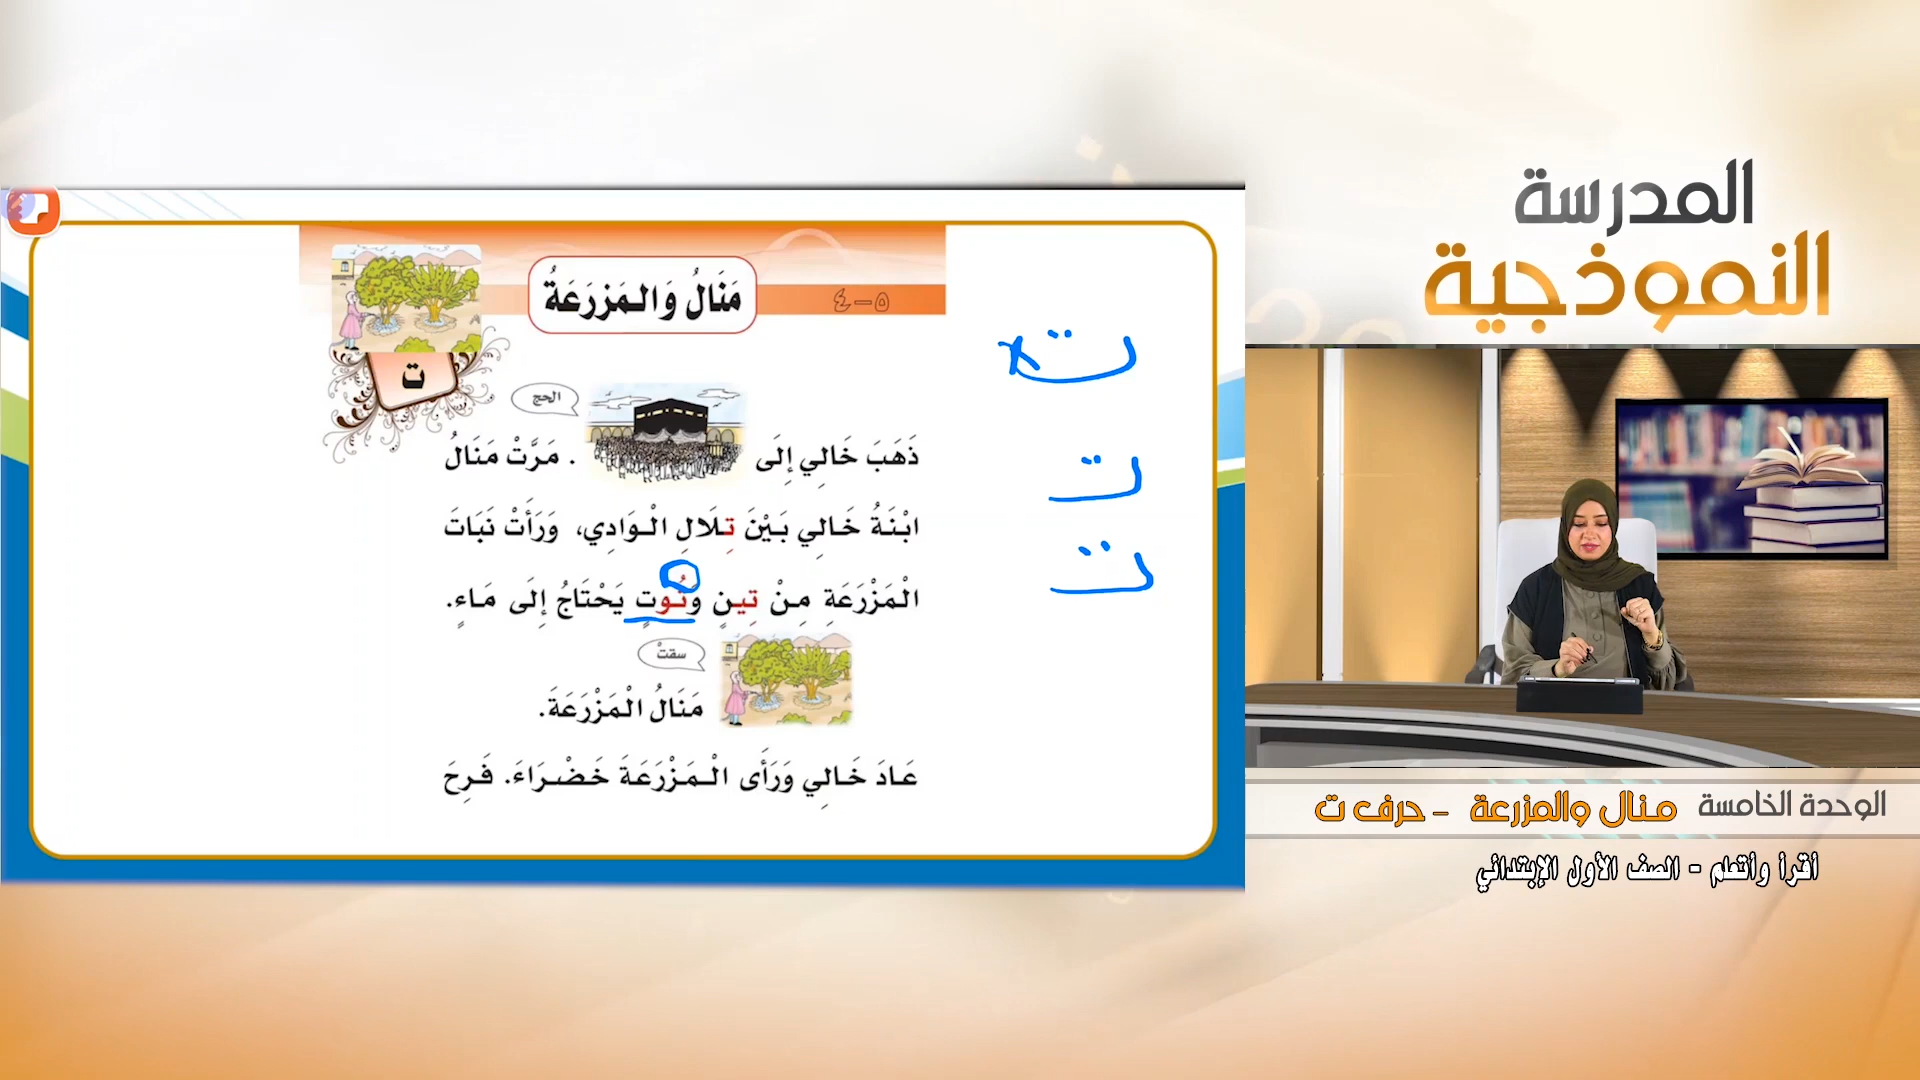 المدرسة
النموذجية
مَنَالُ وَالـمَزرَعَةُ
٥-٤
ت
الحج
ذَهَبَ خَالِي إِلَى . مَرَّتْ مَنَالُ
ابْنَةُ خَالِي بَيْنَ تِلَالِ الْوَادِي، وَرَأَتْ نَبَاتَ
الْمَزْرَعَةِ مِنْ تِينٍ وَتُوتٍ يَحْتَاجُ إِلَى مَاءٍ.
سقتْ
مَنَالُ الْمَزْرَعَةَ.
عَادَ خَالِي وَرَأَى الْمَزْرَعَةَ خَضْرَاءَ. فَرِحَ
ت
ت
ت
الوحدة الخامسة منال والمزرعة - حرف ت
أقرأ وأتعلم - الصف الأول الإبتدائي